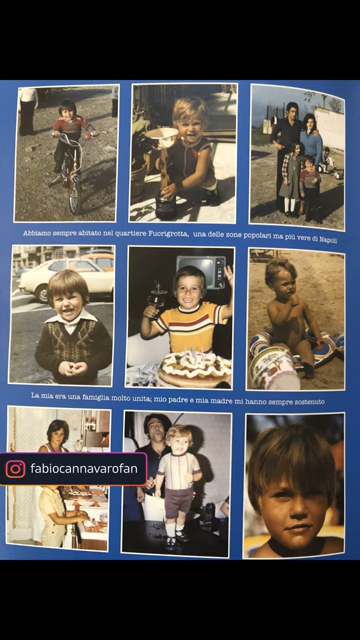 Abbiamo sempre abitato nel quartiere Fuorigrotta, una delle zone popolari ma più vere di Napoli
La mia era una famiglia molto unita; mio padre e mia madre mi hanno sempre sostenuto
fabiocannavarofan